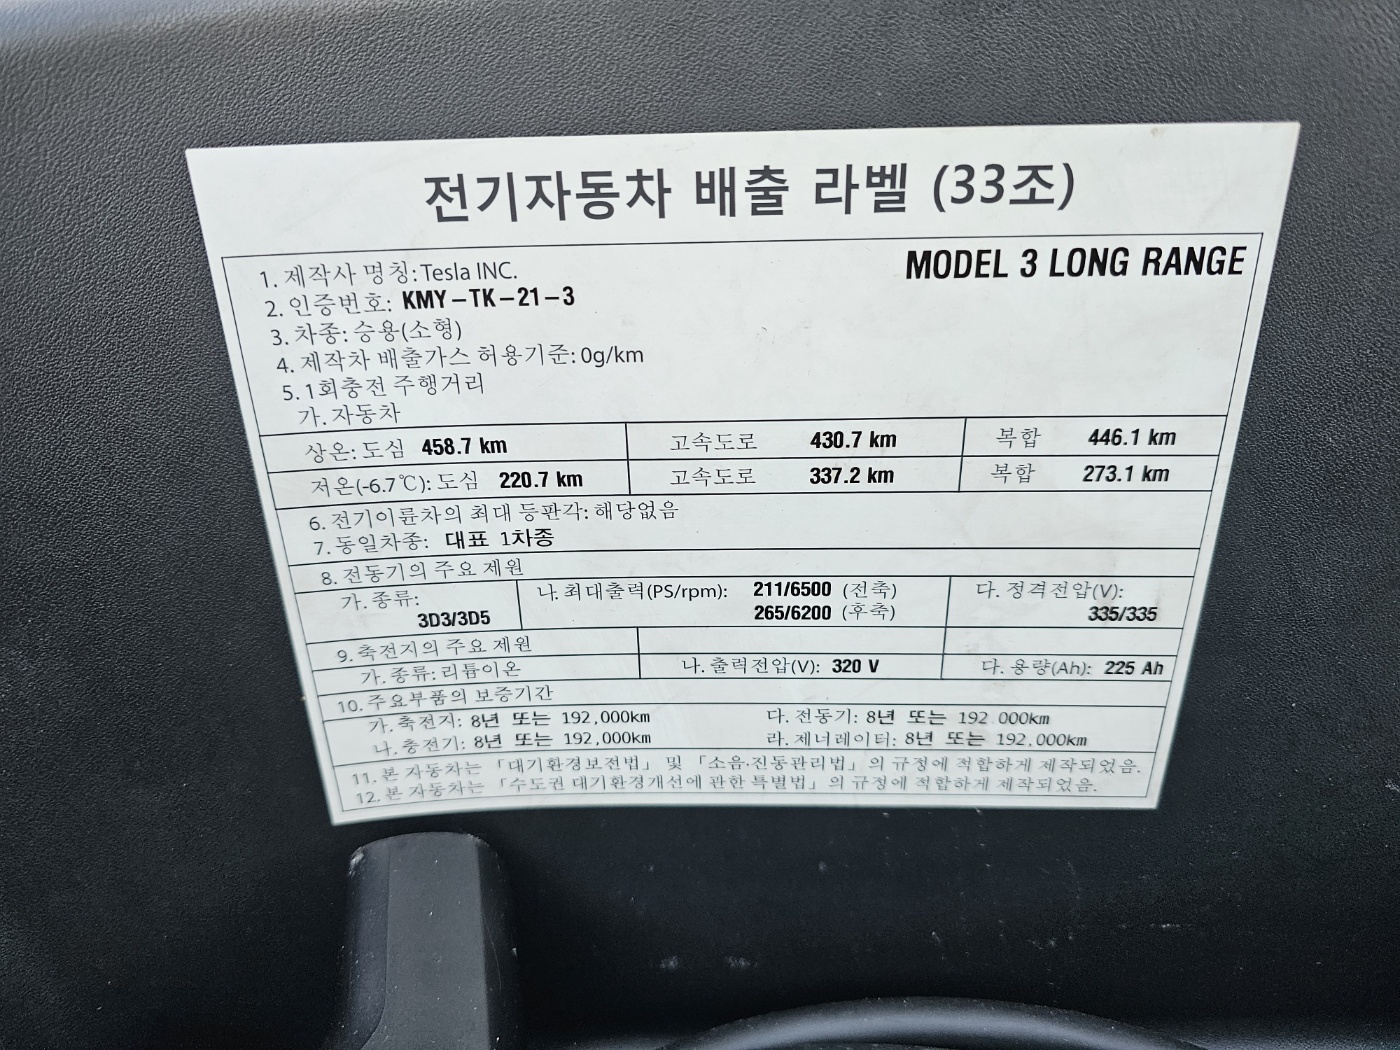 전기자동차 배출 라벨 (33조)
MODEL 3 LONG RANGE
1. 제작사 명칭: Tesla INC.
2. 인증번호: KMY-TK-21-3
3. 차종: 승용(소형)
4. 제작차 배출가스 허용기준: 0g/km
5. 1회충전 주행거리
가. 자동차
상온: 도심 458.7 km 고속도로 430.7 km 복합 446.1 km
저온(-6.7℃): 도심 220.7 km 고속도로 337.2 km 복합 273.1 km
6. 전기이륜차의 최대 등판각: 해당없음
7. 동일차종: 대표 1차종
8. 전동기의 주요 제원
가. 종류: 나. 최대출력(PS/rpm): 211/6500 (전축) 다. 정격전압(V):
3D3/3D5 265/6200 (후축) 335/335
9. 축전지의 주요 제원
가. 종류: 리튬이온 나. 출력전압(V): 320 V 다. 용량(Ah): 225 Ah
10. 주요부품의 보증기간
가. 축전지: 8년 또는 192,000km 다. 전동기: 8년 또는 192 000km
나. 충전기: 8년 또는 192,000km 라. 제너레이터: 8년 또는 192,000km
11. 본 자동차는 「대기환경보전법」 및 「소음·진동관리법」의 규정에 적합하게 제작되었음.
12. 본 자동차는 「수도권 대기환경개선에 관한 특별법」의 규정에 적합하게 제작되었음.